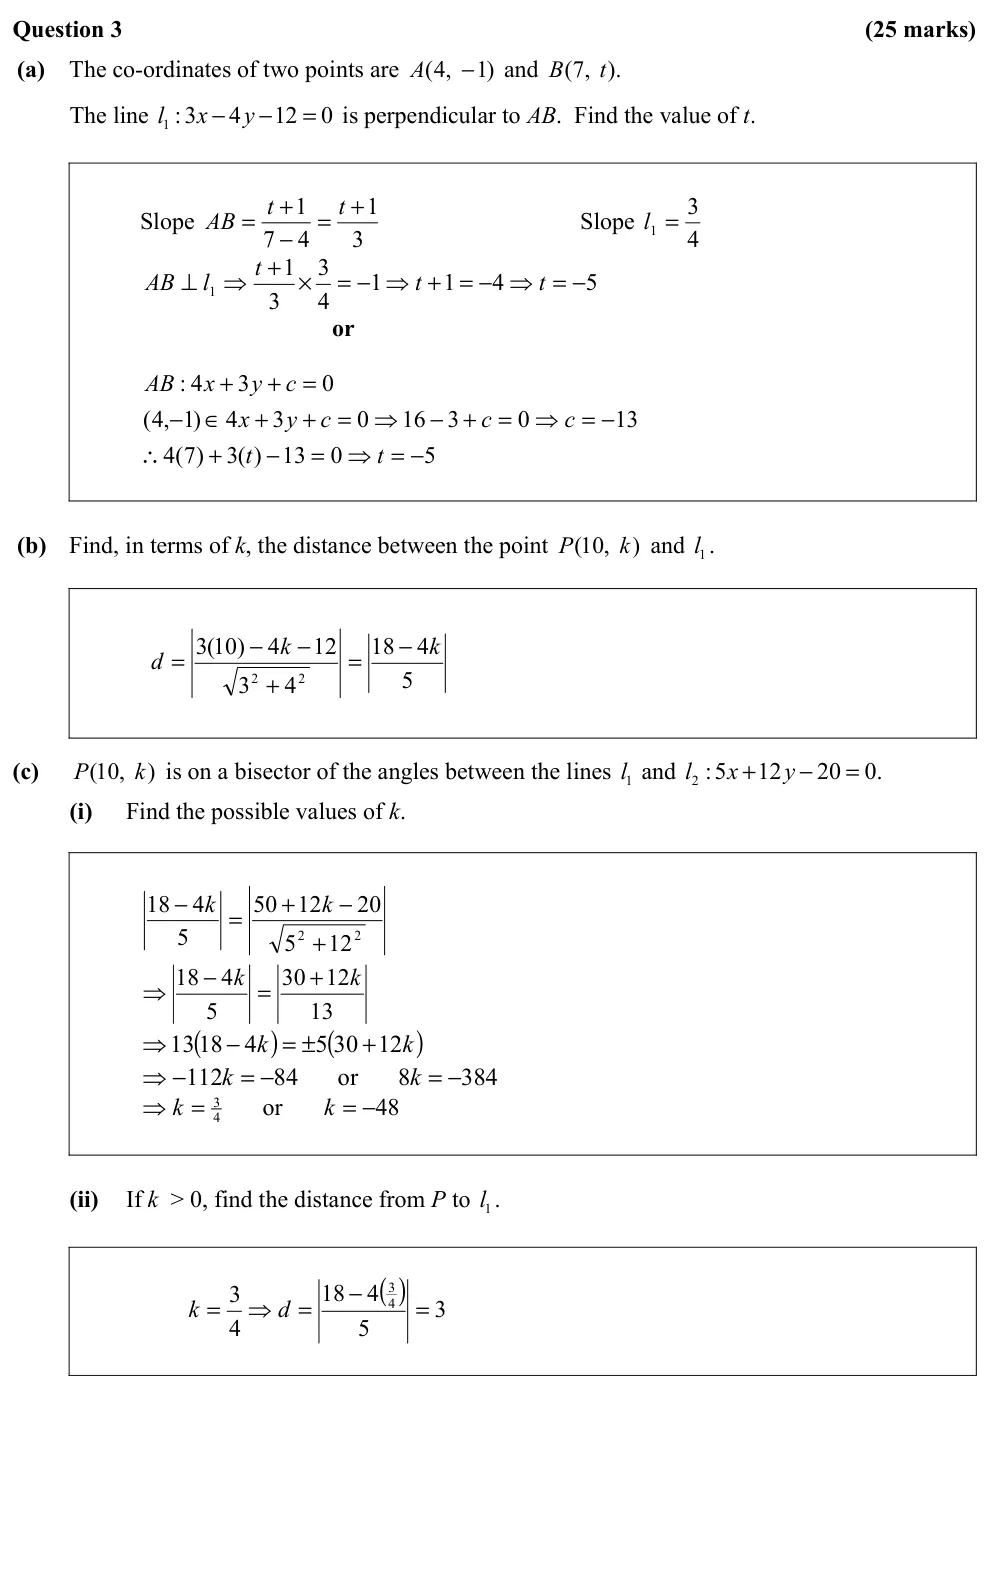 Question 3 (25 marks)
(a) The co-ordinates of two points are A(4, −1) and B(7, t).
The line l₁ : 3x − 4y − 12 = 0 is perpendicular to AB. Find the value of t.
Slope AB = (t + 1)/(7 − 4) = (t + 1)/3 Slope l₁ = 3/4
AB ⊥ l₁ ⇒ (t + 1)/3 × 3/4 = −1 ⇒ t + 1 = −4 ⇒ t = −5
or
AB : 4x + 3y + c = 0
(4,−1) ∈ 4x + 3y + c = 0 ⇒ 16 − 3 + c = 0 ⇒ c = −13
∴ 4(7) + 3(t) − 13 = 0 ⇒ t = −5
(b) Find, in terms of k, the distance between the point P(10, k) and l₁.
d = |(3(10) − 4k − 12)/√(3² + 4²)| = |(18 − 4k)/5|
(c) P(10, k) is on a bisector of the angles between the lines l₁ and l₂ : 5x + 12y − 20 = 0.
(i) Find the possible values of k.
|(18 − 4k)/5| = |(50 + 12k − 20)/√(5² + 12²)|
⇒ |(18 − 4k)/5| = |(30 + 12k)/13|
⇒ 13(18 − 4k) = ±5(30 + 12k)
⇒ −112k = −84 or 8k = −384
⇒ k = 3/4 or k = −48
(ii) If k > 0, find the distance from P to l₁.
k = 3/4 ⇒ d = |(18 − 4(3/4))/5| = 3